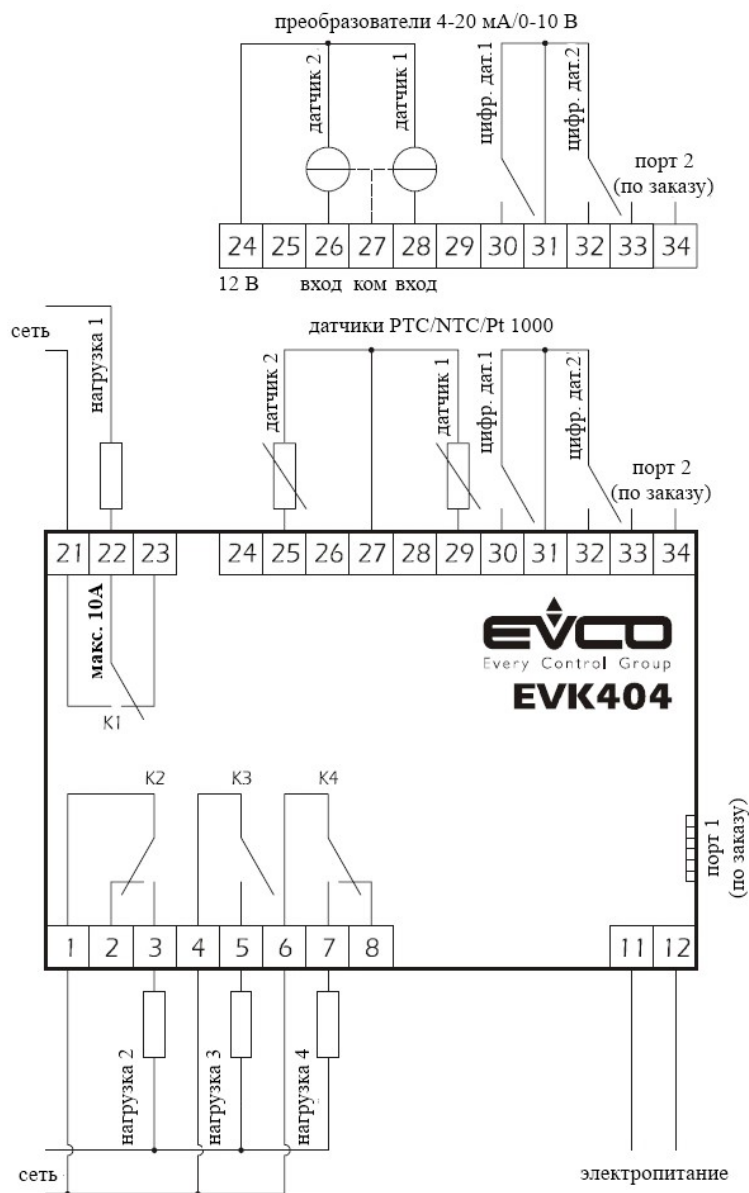 преобразователи 4-20 мА/0-10 В
датчик 2
датчик 1
цифр. дат.1
цифр. дат.2
порт 2
(по заказу)
24 25 26 27 28 29 30 31 32 33 34
12 В вход ком вход
сеть
нагрузка 1
датчики PTC/NTC/Pt 1000
датчик 2
датчик 1
цифр. дат.1
цифр. дат.2
порт 2
(по заказу)
21 22 23 24 25 26 27 28 29 30 31 32 33 34
макс. 10А
K1
EVCO
Every Control Group
EVK404
K2 K3 K4
порт 1
(по заказу)
1 2 3 4 5 6 7 8 11 12
нагрузка 2
нагрузка 3
нагрузка 4
сеть
электропитание